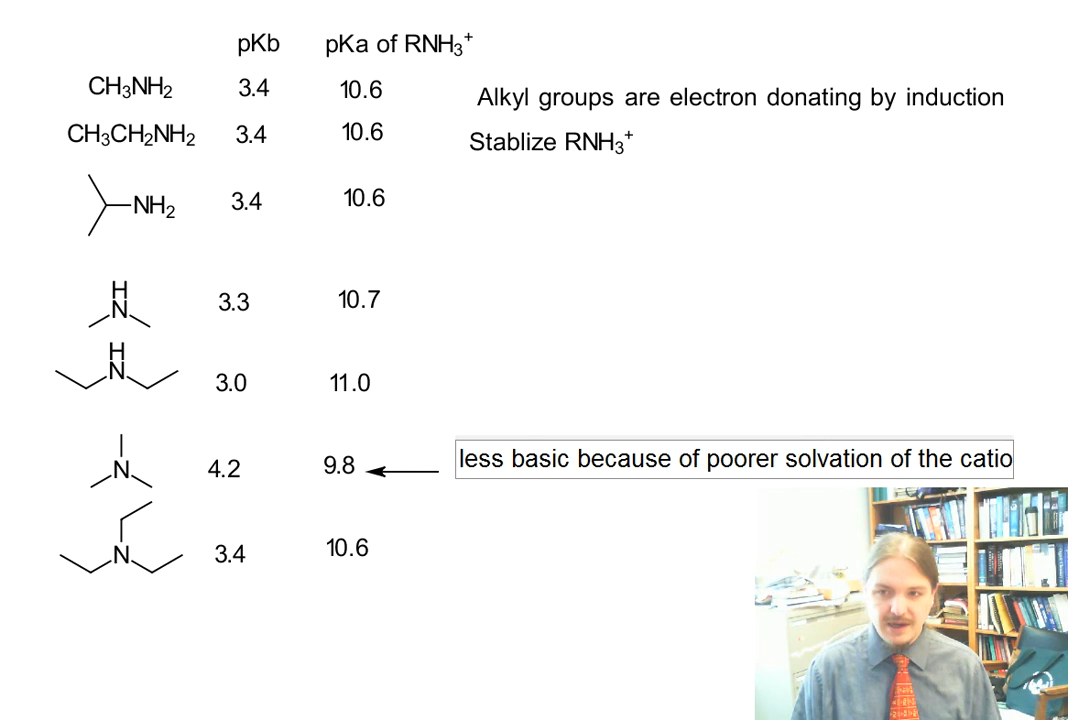 pKb pKa of RNH₃⁺
CH₃NH₂ 3.4 10.6 Alkyl groups are electron donating by induction
CH₃CH₂NH₂ 3.4 10.6 Stablize RNH₃⁺
NH₂ 3.4 10.6
H
N 3.3 10.7
H
N 3.0 11.0
N 4.2 9.8 less basic because of poorer solvation of the catio
N 3.4 10.6